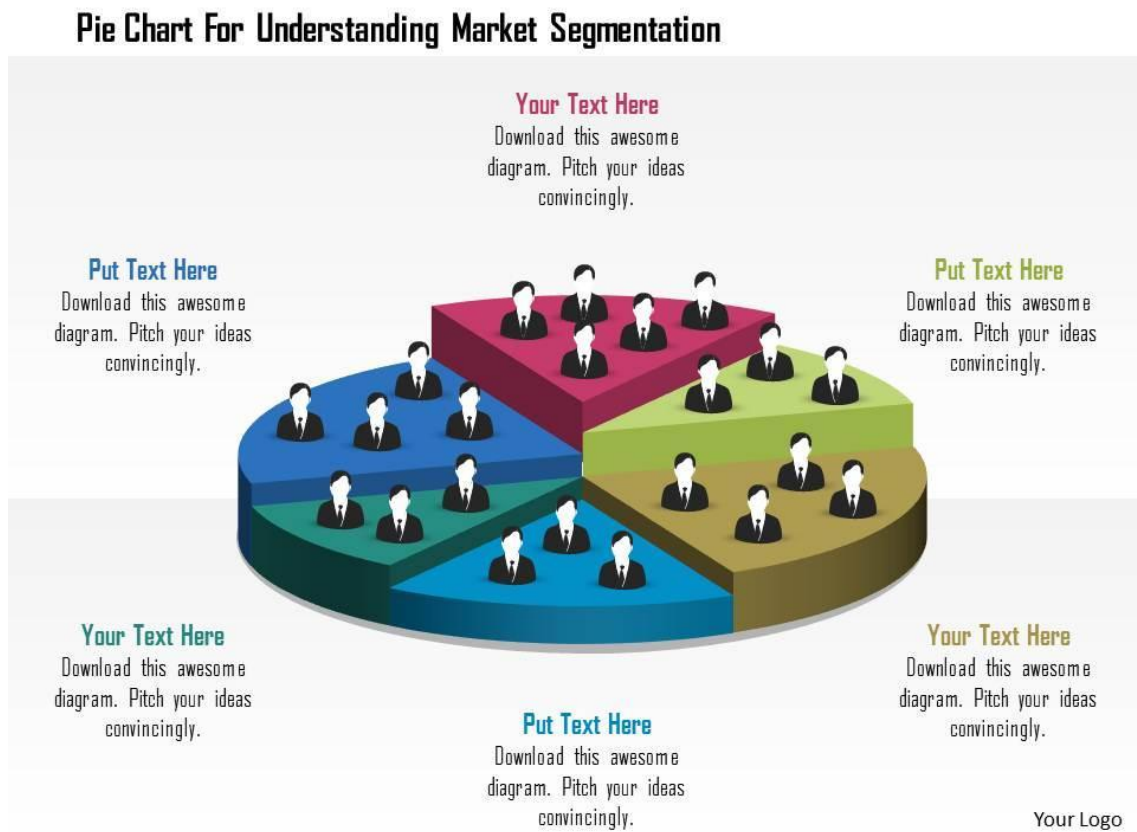 Pie Chart For Understanding Market Segmentation
Your Text Here
Download this awesome
diagram. Pitch your ideas
convincingly.
Put Text Here
Download this awesome
diagram. Pitch your ideas
convincingly.
Put Text Here
Download this awesome
diagram. Pitch your ideas
convincingly.
Your Text Here
Download this awesome
diagram. Pitch your ideas
convincingly.
Your Text Here
Download this awesome
diagram. Pitch your ideas
convincingly.
Put Text Here
Download this awesome
diagram. Pitch your ideas
convincingly.
Your Logo